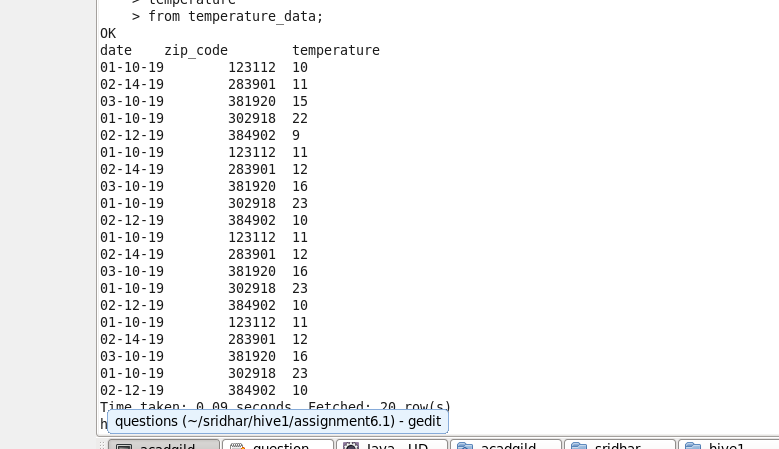 > temperature
> from temperature_data;
OK
date zip_code temperature
01-10-19 123112 10
02-14-19 283901 11
03-10-19 381920 15
01-10-19 302918 22
02-12-19 384902 9
01-10-19 123112 11
02-14-19 283901 12
03-10-19 381920 16
01-10-19 302918 23
02-12-19 384902 10
01-10-19 123112 11
02-14-19 283901 12
03-10-19 381920 16
01-10-19 302918 23
02-12-19 384902 10
01-10-19 123112 11
02-14-19 283901 12
03-10-19 381920 16
01-10-19 302918 23
02-12-19 384902 10
Time taken: 0.09 seconds, Fetched: 20 row(s)
h
questions (~/sridhar/hive1/assignment6.1) - gedit
acadgild question Java - UD acadgild sridhar hive1